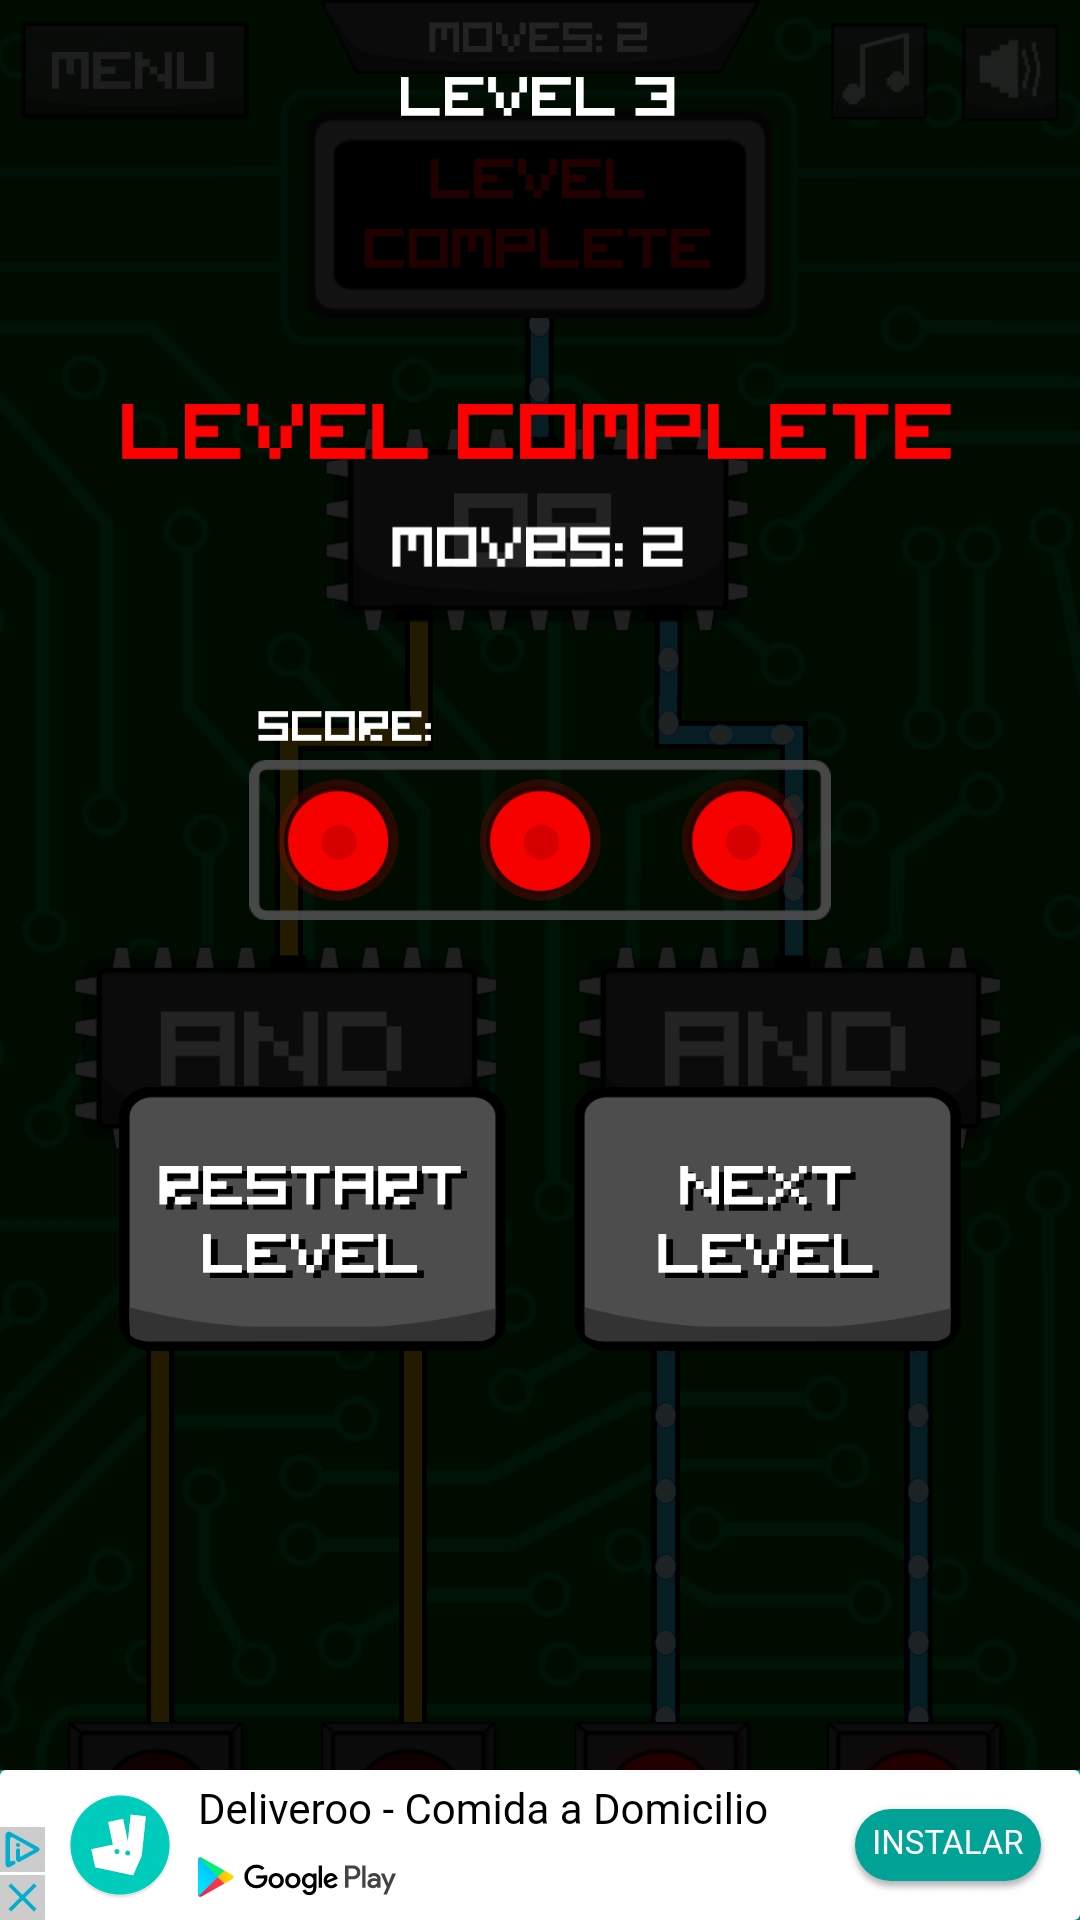 MENU
MOVES: 2
LEVEL 3
LEVEL
COMPLETE
LEVEL COMPLETE
OR
MOVES: 2
SCORE:
AND
AND
RESTART
LEVEL
NEXT
LEVEL
Deliveroo - Comida a Domicilio
Google Play
INSTALAR